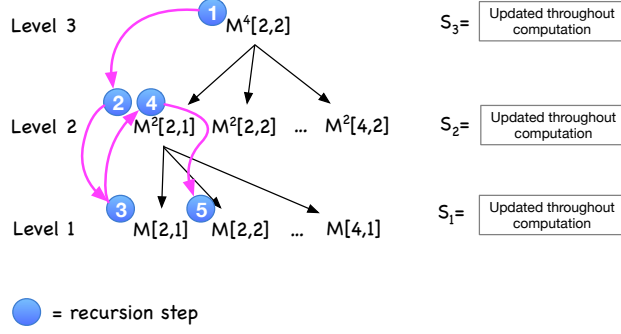 Level 3
1
M⁴[2,2]
S₃=
Updated throughout
computation
2
4
Level 2
M²[2,1]
M²[2,2]
...
M²[4,2]
S₂=
Updated throughout
computation
3
5
Level 1
M[2,1]
M[2,2]
...
M[4,1]
S₁=
Updated throughout
computation
= recursion step